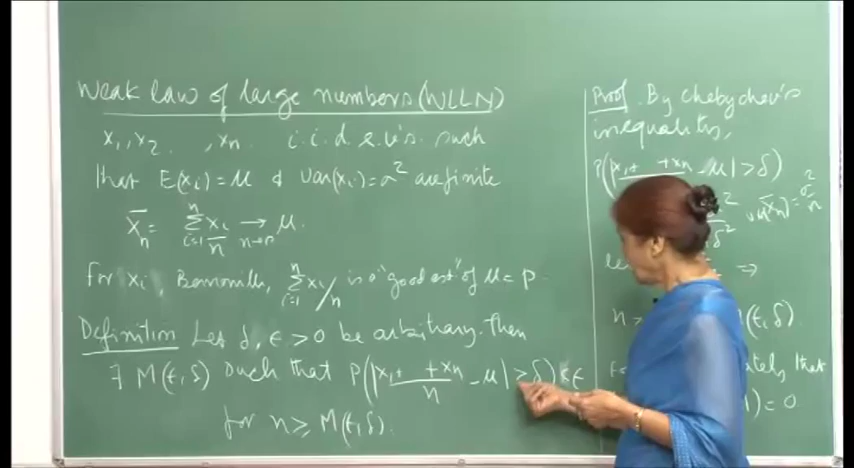 Weak law of large numbers (WLLN)
x₁, x₂, , xₙ i.i.d r.v's. such
that E(xᵢ) = μ & var(xᵢ) = σ² are finite
X̄ₙ = Σᵢ₌₁ⁿ xᵢ/n → μ. n→∞
For xᵢ, Bernoulli, Σᵢ₌₁ⁿ xᵢ/n is a "good est" of μ = p
Definition Let δ, ε > 0 be arbitrary. Then
∃ M(ε, δ) such that P(|x₁+ +xₙ/n − μ| > δ) < ε
for n ≥ M(ε, δ).
Proof. By Chebychev's
inequality,
P(|x₁+ +xₙ − μ| > δ)
var(X̄ₙ) = σ²/n
⇒
n > (ε, δ).
that
) = 0